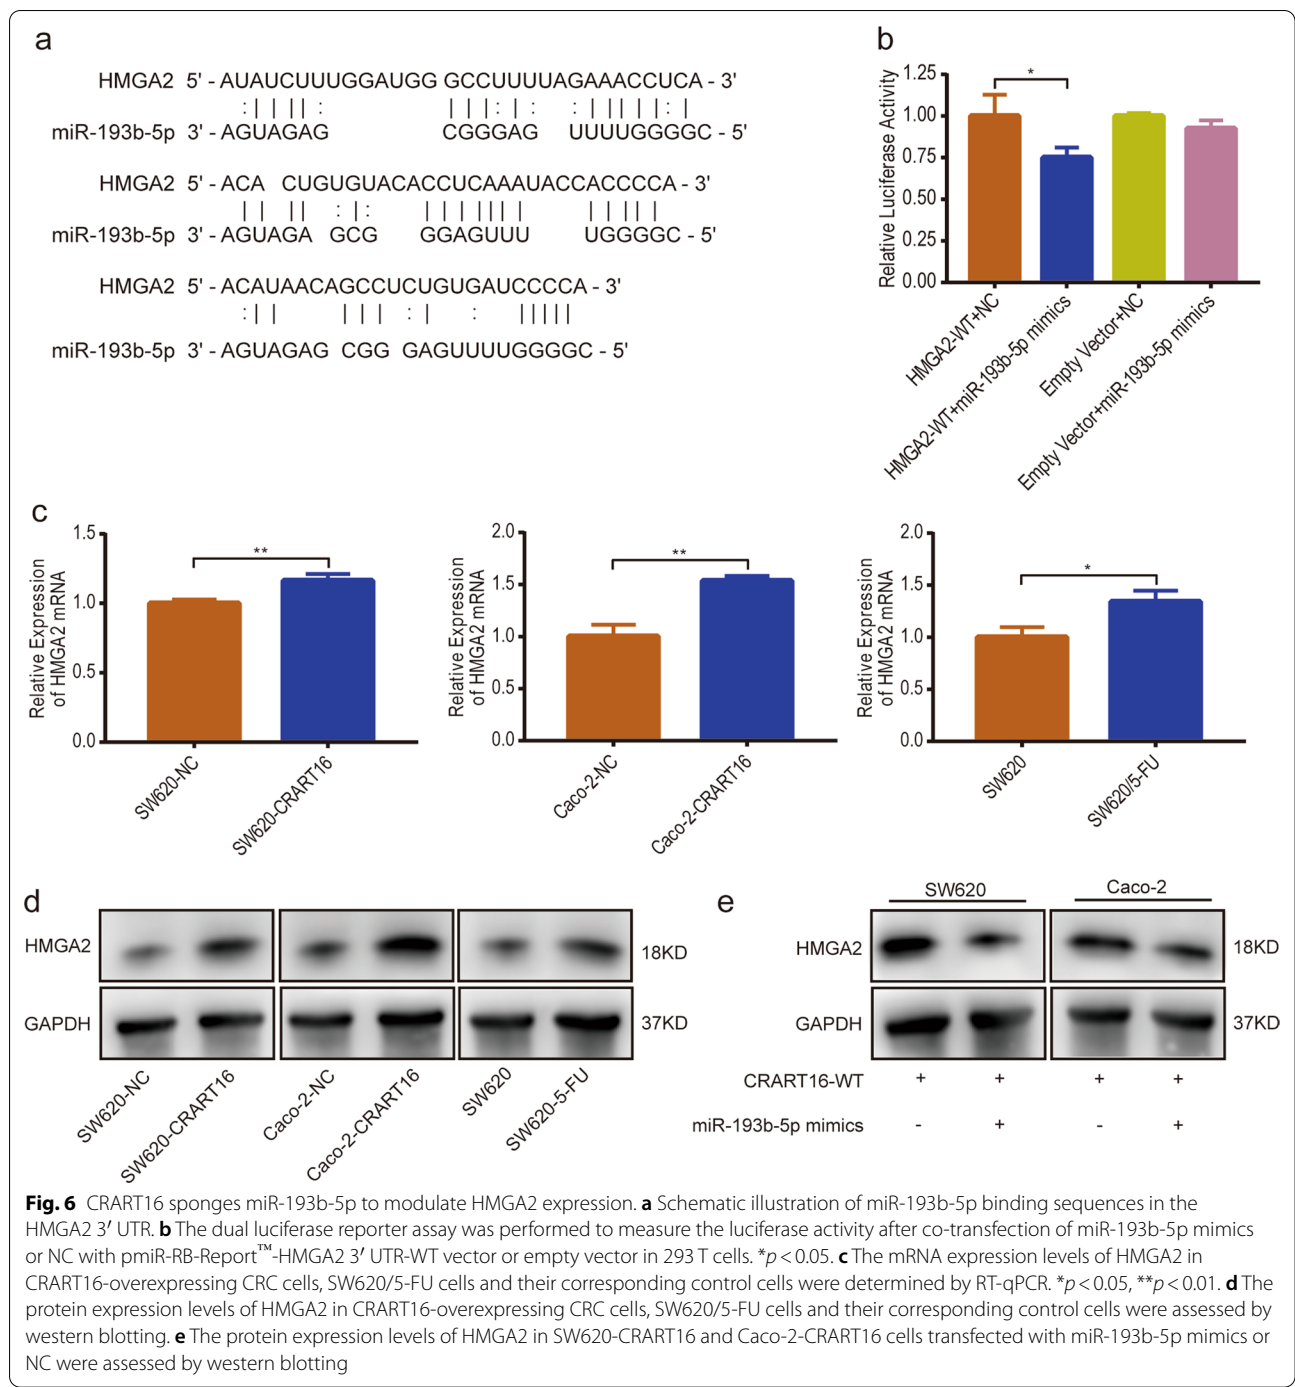 a
HMGA2 5' - AUAUCUUUGGAUGG GCCUUUUAGAAACCUCA - 3'
miR-193b-5p 3' - AGUAGAG CGGGAG UUUUGGGGC - 5'
HMGA2 5' - ACA CUGUGUACACCUCAAAUACCACCCCA - 3'
miR-193b-5p 3' - AGUAGA GCG GGAGUUU UGGGGC - 5'
HMGA2 5' - ACAUAACAGCCUCUGUGAUCCCCA - 3'
miR-193b-5p 3' - AGUAGAG CGG GAGUUUUGGGGC - 5'
b
Relative Luciferase Activity
1.25
1.00
0.75
0.50
0.25
0.00
*
HMGA2-WT+NC
HMGA2-WT+miR-193b-5p mimics
Empty Vector+NC
Empty Vector+miR-193b-5p mimics
c
Relative Expression
of HMGA2 mRNA
1.5
1.0
0.5
0.0
**
SW620-NC
SW620-CRART16
Relative Expression
of HMGA2 mRNA
2.0
1.5
1.0
0.5
0.0
**
Caco-2-NC
Caco-2-CRART16
Relative Expression
of HMGA2 mRNA
2.0
1.5
1.0
0.5
0.0
*
SW620
SW620/5-FU
d
HMGA2
18KD
GAPDH
37KD
SW620-NC
SW620-CRART16
Caco-2-NC
Caco-2-CRART16
SW620
SW620-5-FU
e
SW620
Caco-2
HMGA2
18KD
GAPDH
37KD
CRART16-WT + + + +
miR-193b-5p mimics - + - +
Fig. 6 CRART16 sponges miR-193b-5p to modulate HMGA2 expression. a Schematic illustration of miR-193b-5p binding sequences in the
HMGA2 3′ UTR. b The dual luciferase reporter assay was performed to measure the luciferase activity after co-transfection of miR-193b-5p mimics
or NC with pmiR-RB-Report™-HMGA2 3′ UTR-WT vector or empty vector in 293 T cells. *p < 0.05. c The mRNA expression levels of HMGA2 in
CRART16-overexpressing CRC cells, SW620/5-FU cells and their corresponding control cells were determined by RT-qPCR. *p < 0.05, **p < 0.01. d The
protein expression levels of HMGA2 in CRART16-overexpressing CRC cells, SW620/5-FU cells and their corresponding control cells were assessed by
western blotting. e The protein expression levels of HMGA2 in SW620-CRART16 and Caco-2-CRART16 cells transfected with miR-193b-5p mimics or
NC were assessed by western blotting